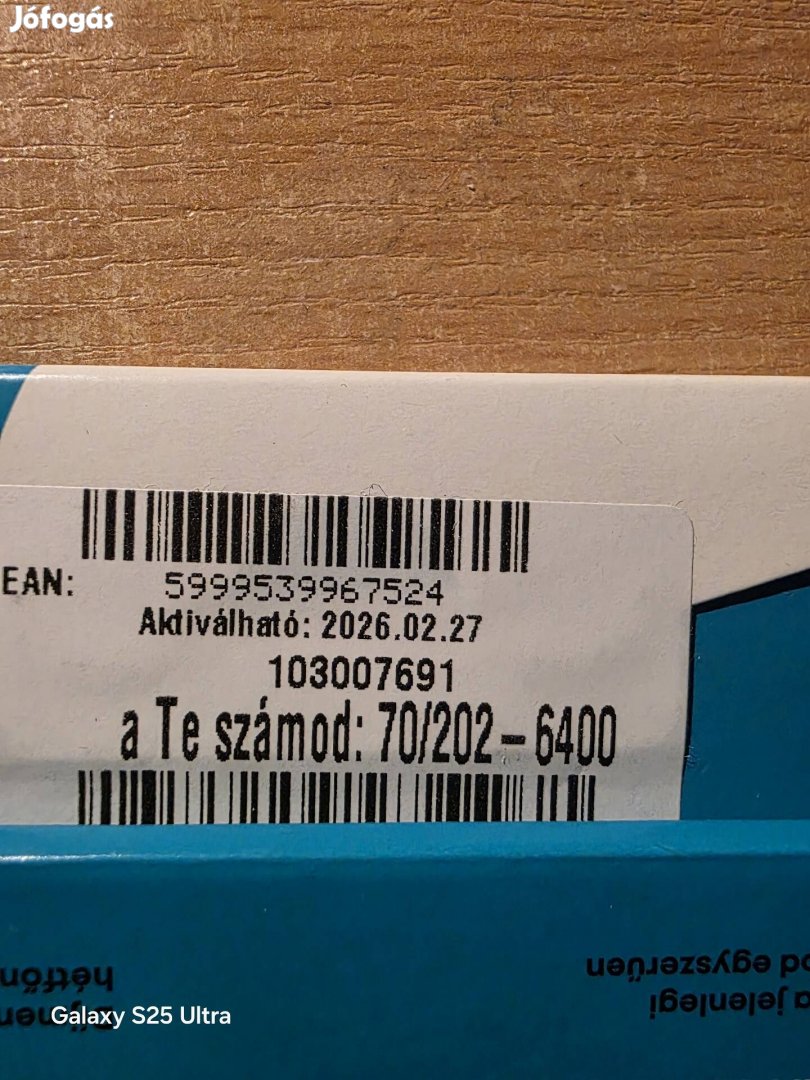 Jófogás
EAN:
5999539967524
Aktiválható: 2026.02.27
103007691
a Te számod: 70/202-6400
od egyszerűen
a jelenlegi
hétfőn
Galaxy S25 Ultra